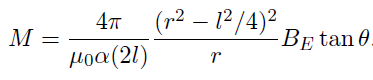 M = \frac{4\pi}{\mu_0 \alpha (2l)} \frac{(r^2 - l^2/4)^2}{r} B_E \tan\theta.